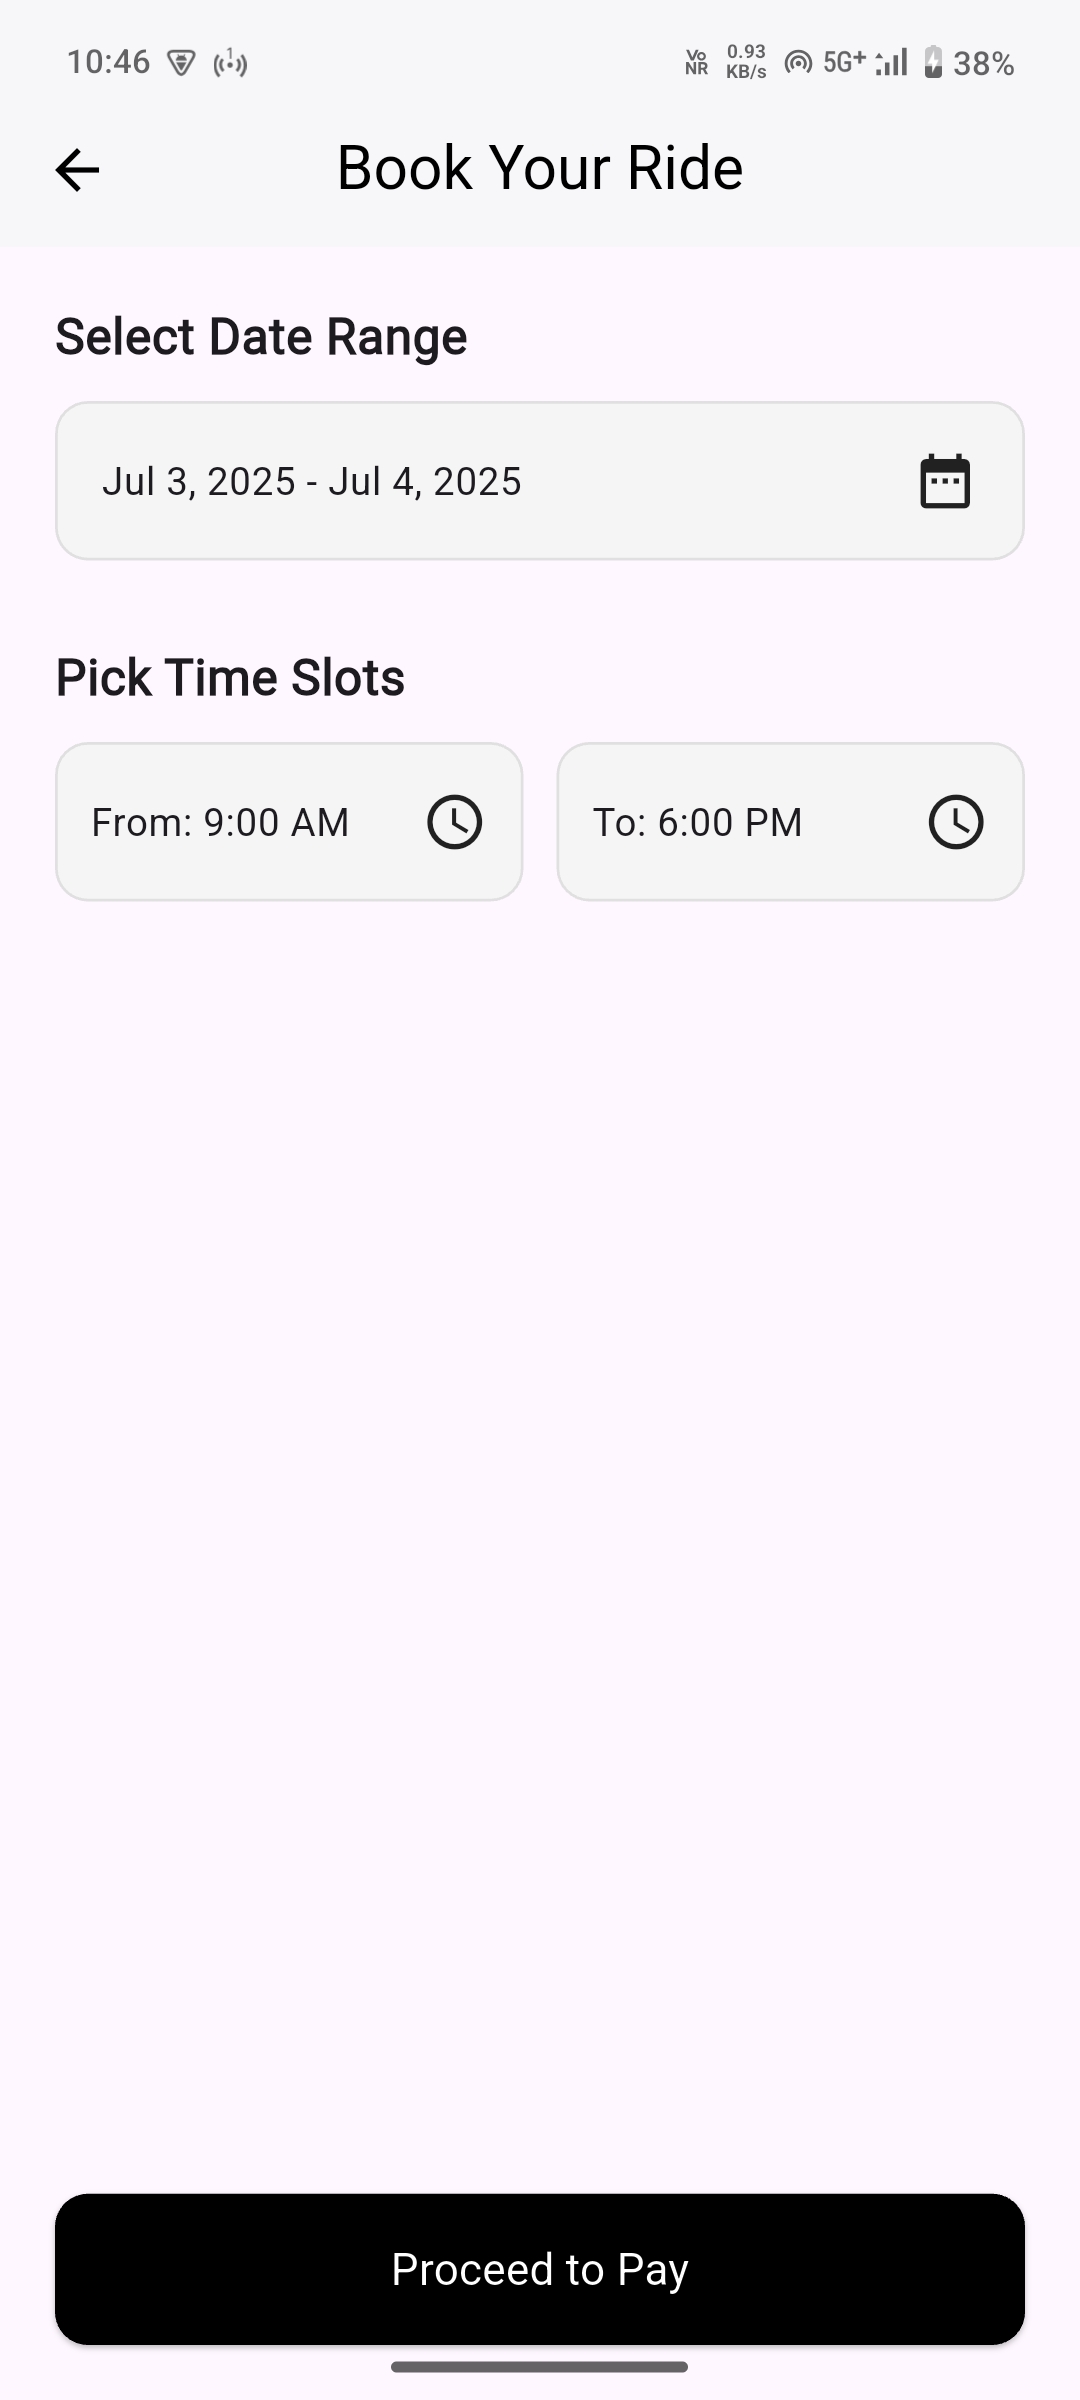 10:46 1 Vo NR 0.93 KB/s 5G+ 38%
Book Your Ride
Select Date Range
Jul 3, 2025 - Jul 4, 2025
Pick Time Slots
From: 9:00 AM
To: 6:00 PM
Proceed to Pay